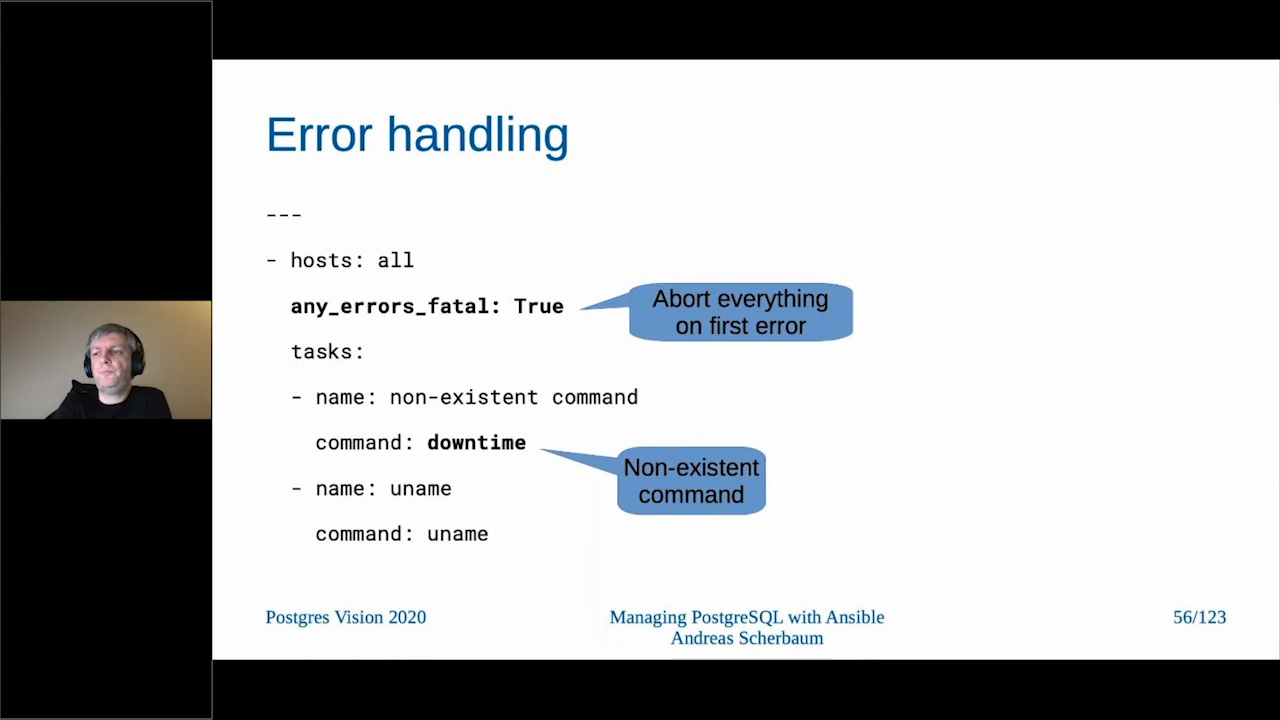 Error handling
---
- hosts: all
any_errors_fatal: True
Abort everything
on first error
tasks:
- name: non-existent command
command: downtime
Non-existent
command
- name: uname
command: uname
Postgres Vision 2020
Managing PostgreSQL with Ansible
Andreas Scherbaum
56/123